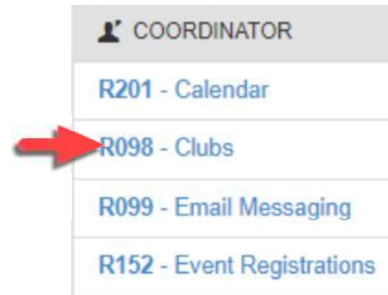 COORDINATOR
R201 - Calendar
R098 - Clubs
R099 - Email Messaging
R152 - Event Registrations